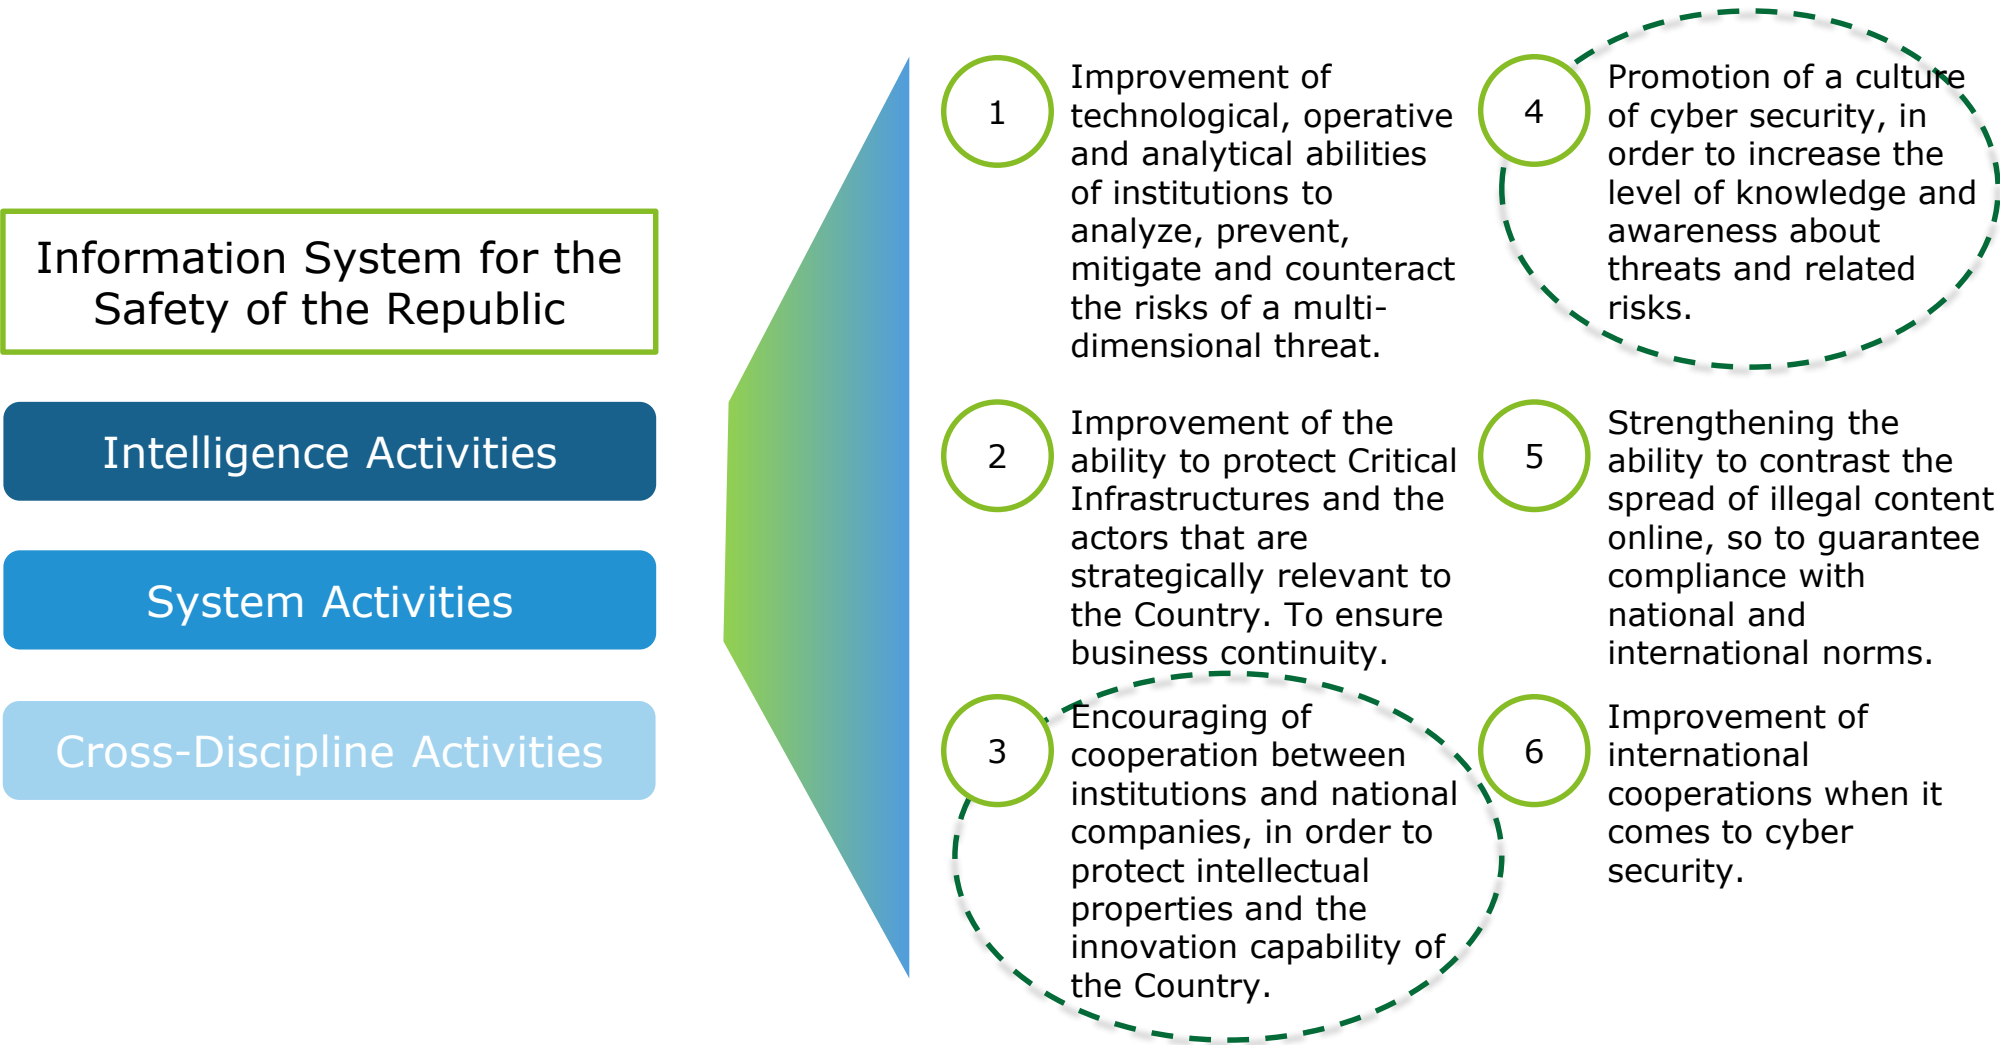 Information System for the
Safety of the Republic
Intelligence Activities
System Activities
Cross-Discipline Activities
1
Improvement of
technological, operative
and analytical abilities
of institutions to
analyze, prevent,
mitigate and counteract
the risks of a multi-
dimensional threat.
2
Improvement of the
ability to protect Critical
Infrastructures and the
actors that are
strategically relevant to
the Country. To ensure
business continuity.
3
Encouraging of
cooperation between
institutions and national
companies, in order to
protect intellectual
properties and the
innovation capability of
the Country.
4
Promotion of a culture
of cyber security, in
order to increase the
level of knowledge and
awareness about
threats and related
risks.
5
Strengthening the
ability to contrast the
spread of illegal content
online, so to guarantee
compliance with
national and
international norms.
6
Improvement of
international
cooperations when it
comes to cyber
security.